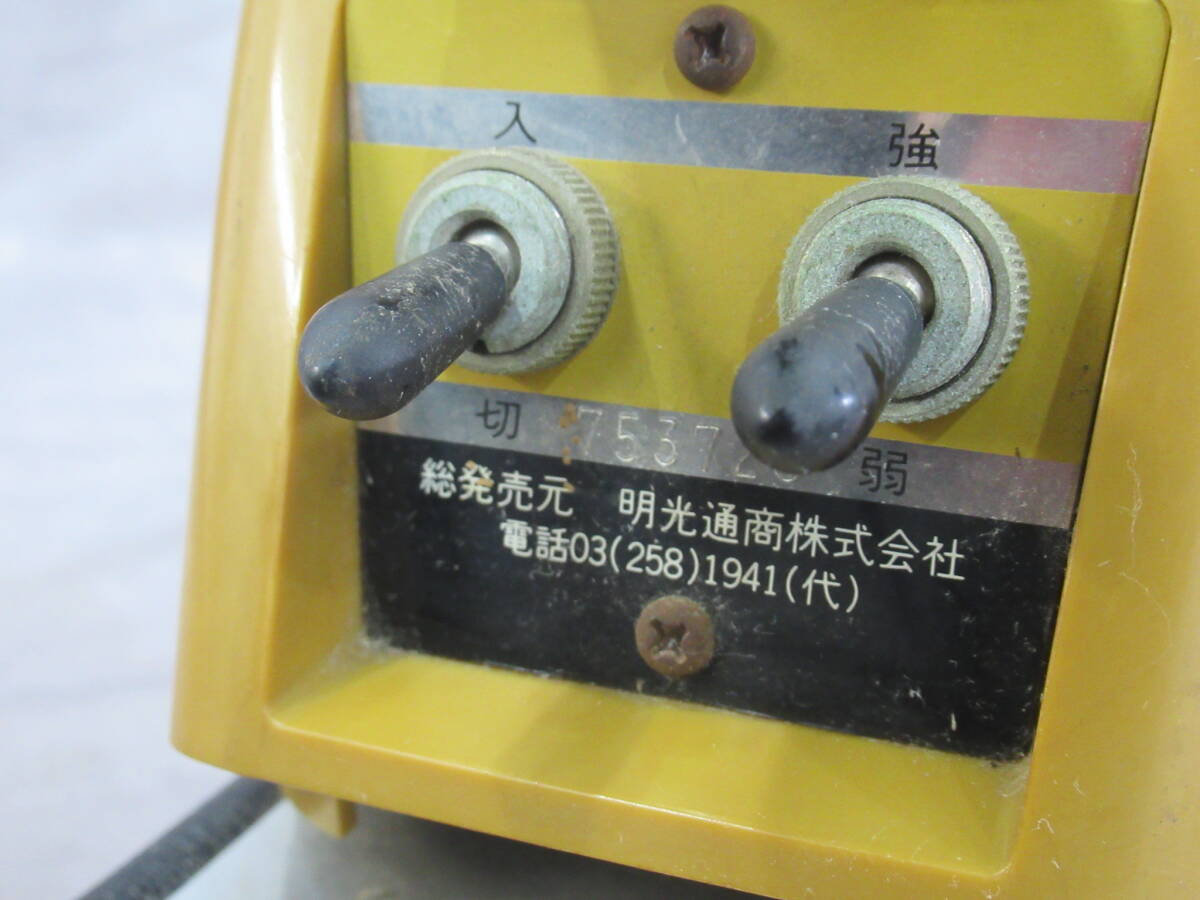 入 強
切 弱
総発売元 明光通商株式会社
電話03(258)1941(代)